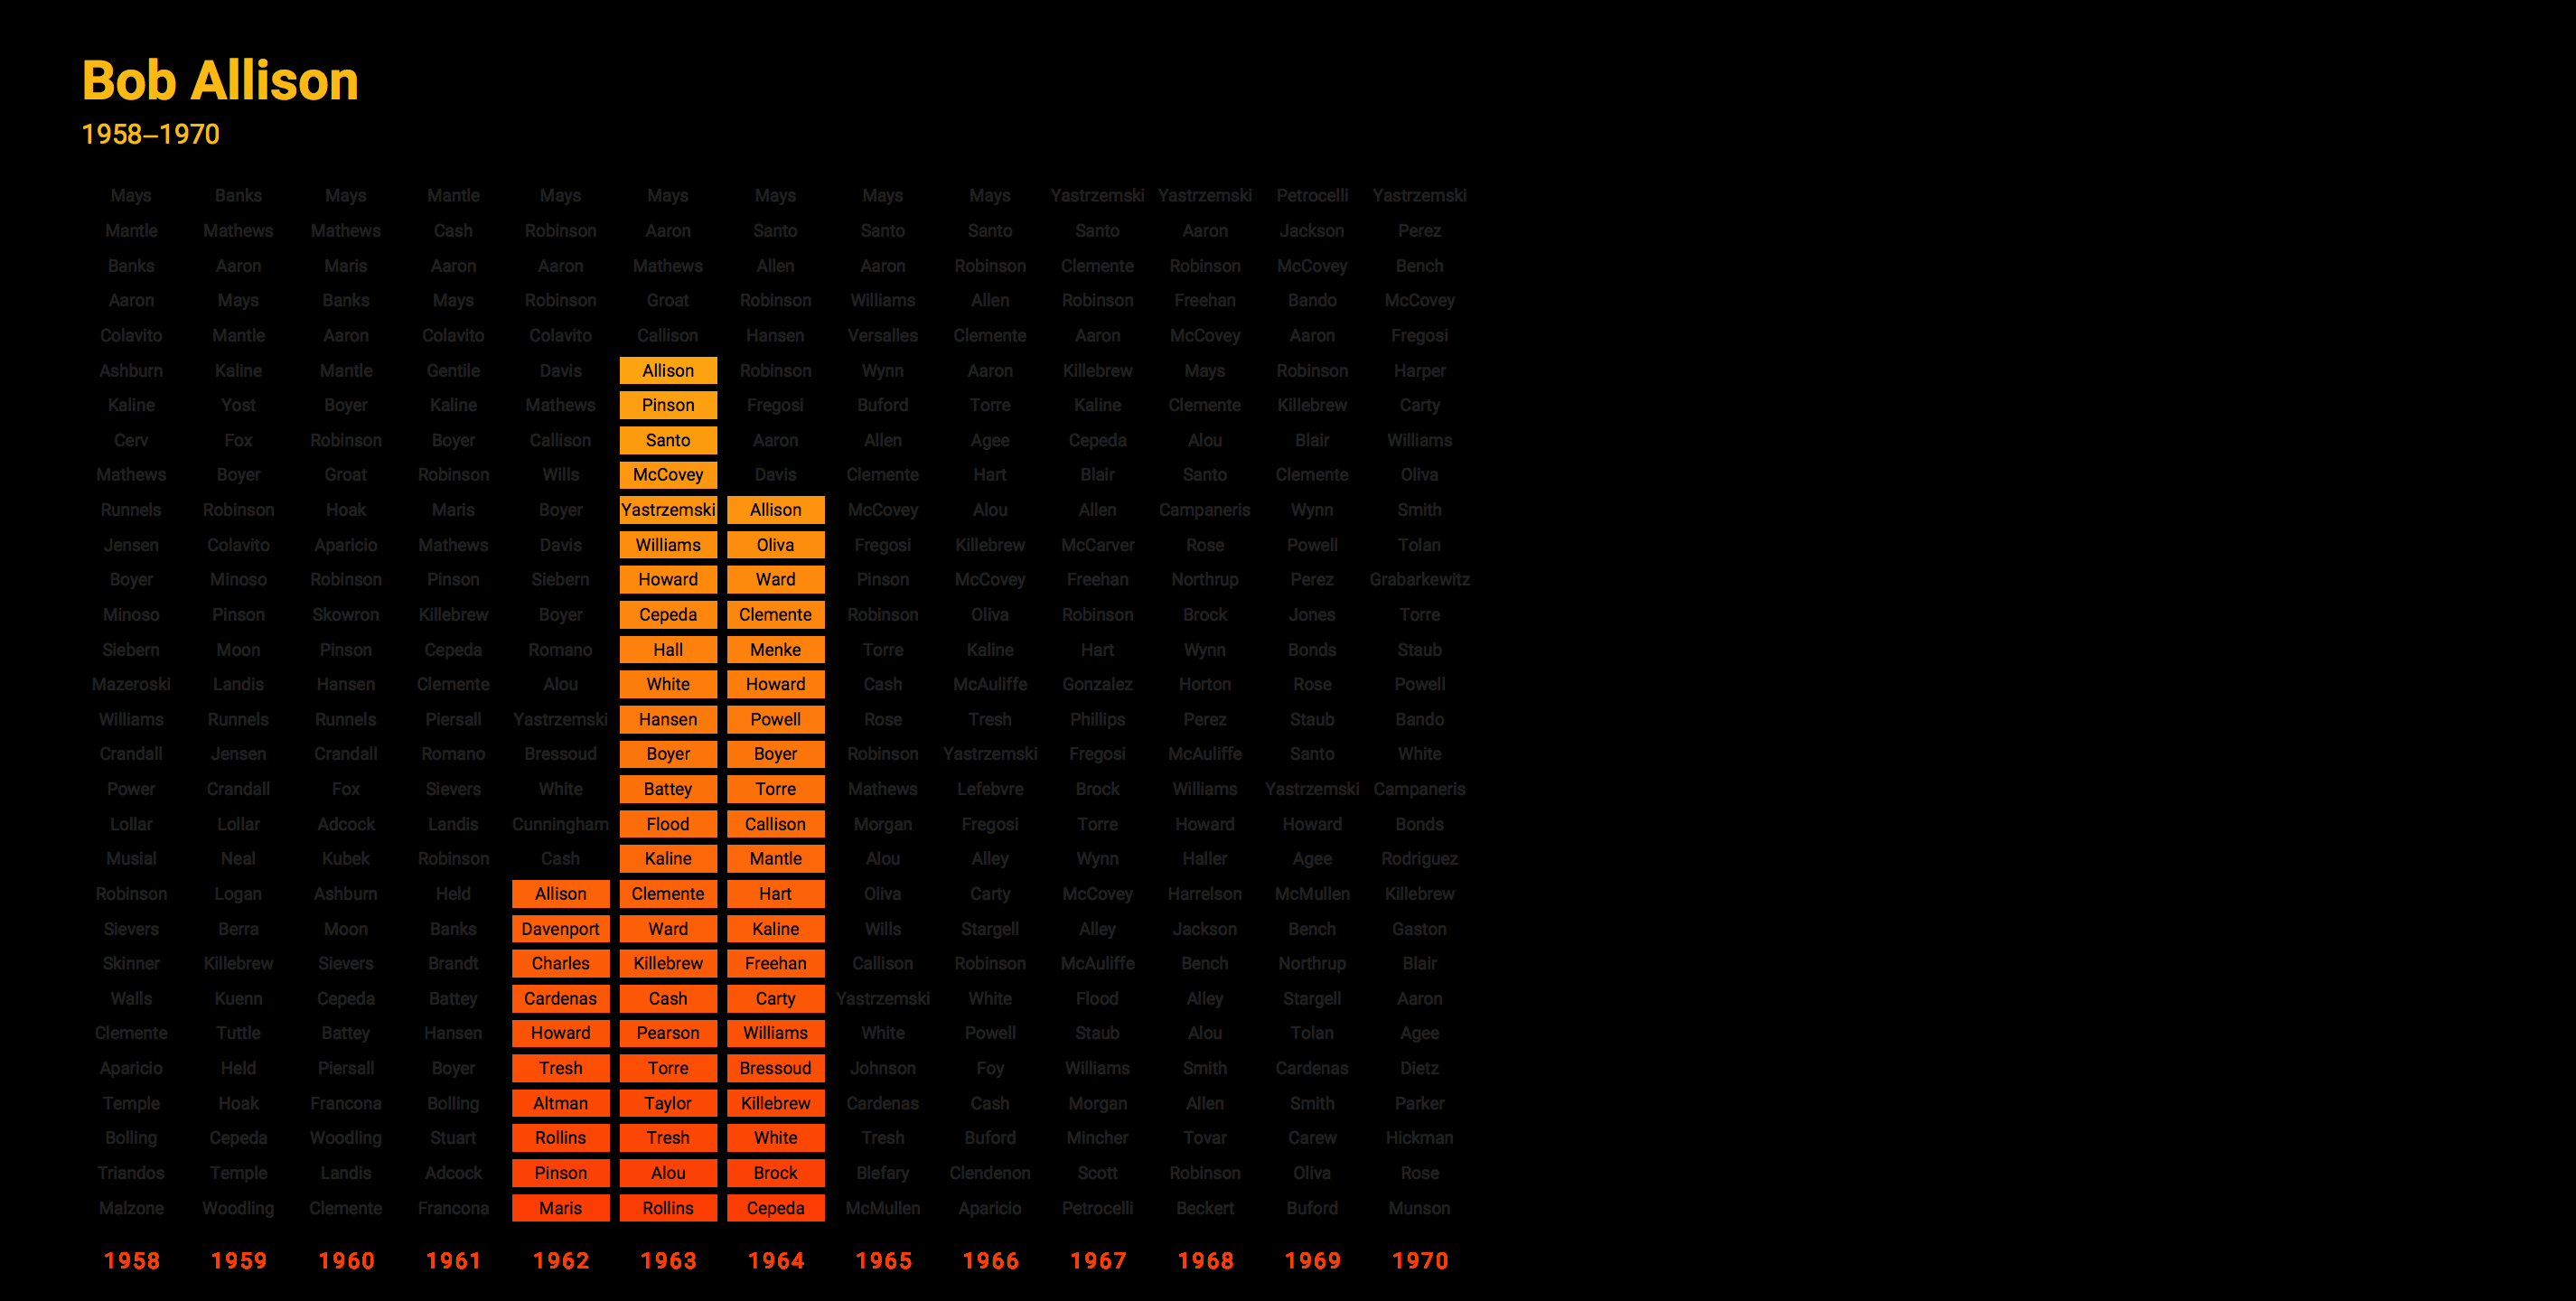 Bob Allison
1958–1970
Mays Banks Mays Mantle Mays Mays Mays Mays Mays Yastrzemski Yastrzemski Petrocelli Yastrzemski
Mantle Mathews Mathews Cash Robinson Aaron Santo Santo Santo Santo Aaron Jackson Perez
Banks Aaron Maris Aaron Aaron Mathews Allen Aaron Robinson Clemente Robinson McCovey Bench
Aaron Mays Banks Mays Robinson Groat Robinson Williams Allen Robinson Freehan Bando McCovey
Colavito Mantle Aaron Colavito Colavito Callison Hansen Versalles Clemente Aaron McCovey Aaron Fregosi
Ashburn Kaline Mantle Gentile Davis Allison Robinson Wynn Aaron Killebrew Mays Robinson Harper
Kaline Yost Boyer Kaline Mathews Pinson Fregosi Buford Torre Kaline Clemente Killebrew Carty
Cerv Fox Robinson Boyer Callison Santo Aaron Allen Agee Cepeda Alou Blair Williams
Mathews Boyer Groat Robinson Wills McCovey Davis Clemente Hart Blair Santo Clemente Oliva
Runnels Robinson Hoak Maris Boyer Yastrzemski Allison McCovey Alou Allen Campaneris Wynn Smith
Jensen Colavito Aparicio Mathews Davis Williams Oliva Fregosi Killebrew McCarver Rose Powell Tolan
Boyer Minoso Robinson Pinson Siebern Howard Ward Pinson McCovey Freehan Northrup Perez Grabarkewitz
Minoso Pinson Skowron Killebrew Boyer Cepeda Clemente Robinson Oliva Robinson Brock Jones Torre
Siebern Moon Pinson Cepeda Romano Hall Menke Torre Kaline Hart Wynn Bonds Staub
Mazeroski Landis Hansen Clemente Alou White Howard Cash McAuliffe Gonzalez Horton Rose Powell
Williams Runnels Runnels Piersall Yastrzemski Hansen Powell Rose Tresh Phillips Perez Staub Bando
Crandall Jensen Crandall Romano Bressoud Boyer Boyer Robinson Yastrzemski Fregosi McAuliffe Santo White
Power Crandall Fox Sievers White Battey Torre Mathews Lefebvre Brock Williams Yastrzemski Campaneris
Lollar Lollar Adcock Landis Cunningham Flood Callison Morgan Fregosi Torre Howard Howard Bonds
Musial Neal Kubek Robinson Cash Kaline Mantle Alou Alley Wynn Haller Agee Rodriguez
Robinson Logan Ashburn Held Allison Clemente Hart Oliva Carty McCovey Harrelson McMullen Killebrew
Sievers Berra Moon Banks Davenport Ward Kaline Wills Stargell Alley Jackson Bench Gaston
Skinner Killebrew Sievers Brandt Charles Killebrew Freehan Callison Robinson McAuliffe Bench Northrup Blair
Walls Kuenn Cepeda Battey Cardenas Cash Carty Yastrzemski White Flood Alley Stargell Aaron
Clemente Tuttle Battey Hansen Howard Pearson Williams White Powell Staub Alou Tolan Agee
Aparicio Held Piersall Boyer Tresh Torre Bressoud Johnson Foy Williams Smith Cardenas Dietz
Temple Hoak Francona Bolling Altman Taylor Killebrew Cardenas Cash Morgan Allen Smith Parker
Bolling Cepeda Woodling Stuart Rollins Tresh White Tresh Buford Mincher Tovar Carew Hickman
Triandos Temple Landis Adcock Pinson Alou Brock Blefary Clendenon Scott Robinson Oliva Rose
Malzone Woodling Clemente Francona Maris Rollins Cepeda McMullen Aparicio Petrocelli Beckert Buford Munson
1958 1959 1960 1961 1962 1963 1964 1965 1966 1967 1968 1969 1970